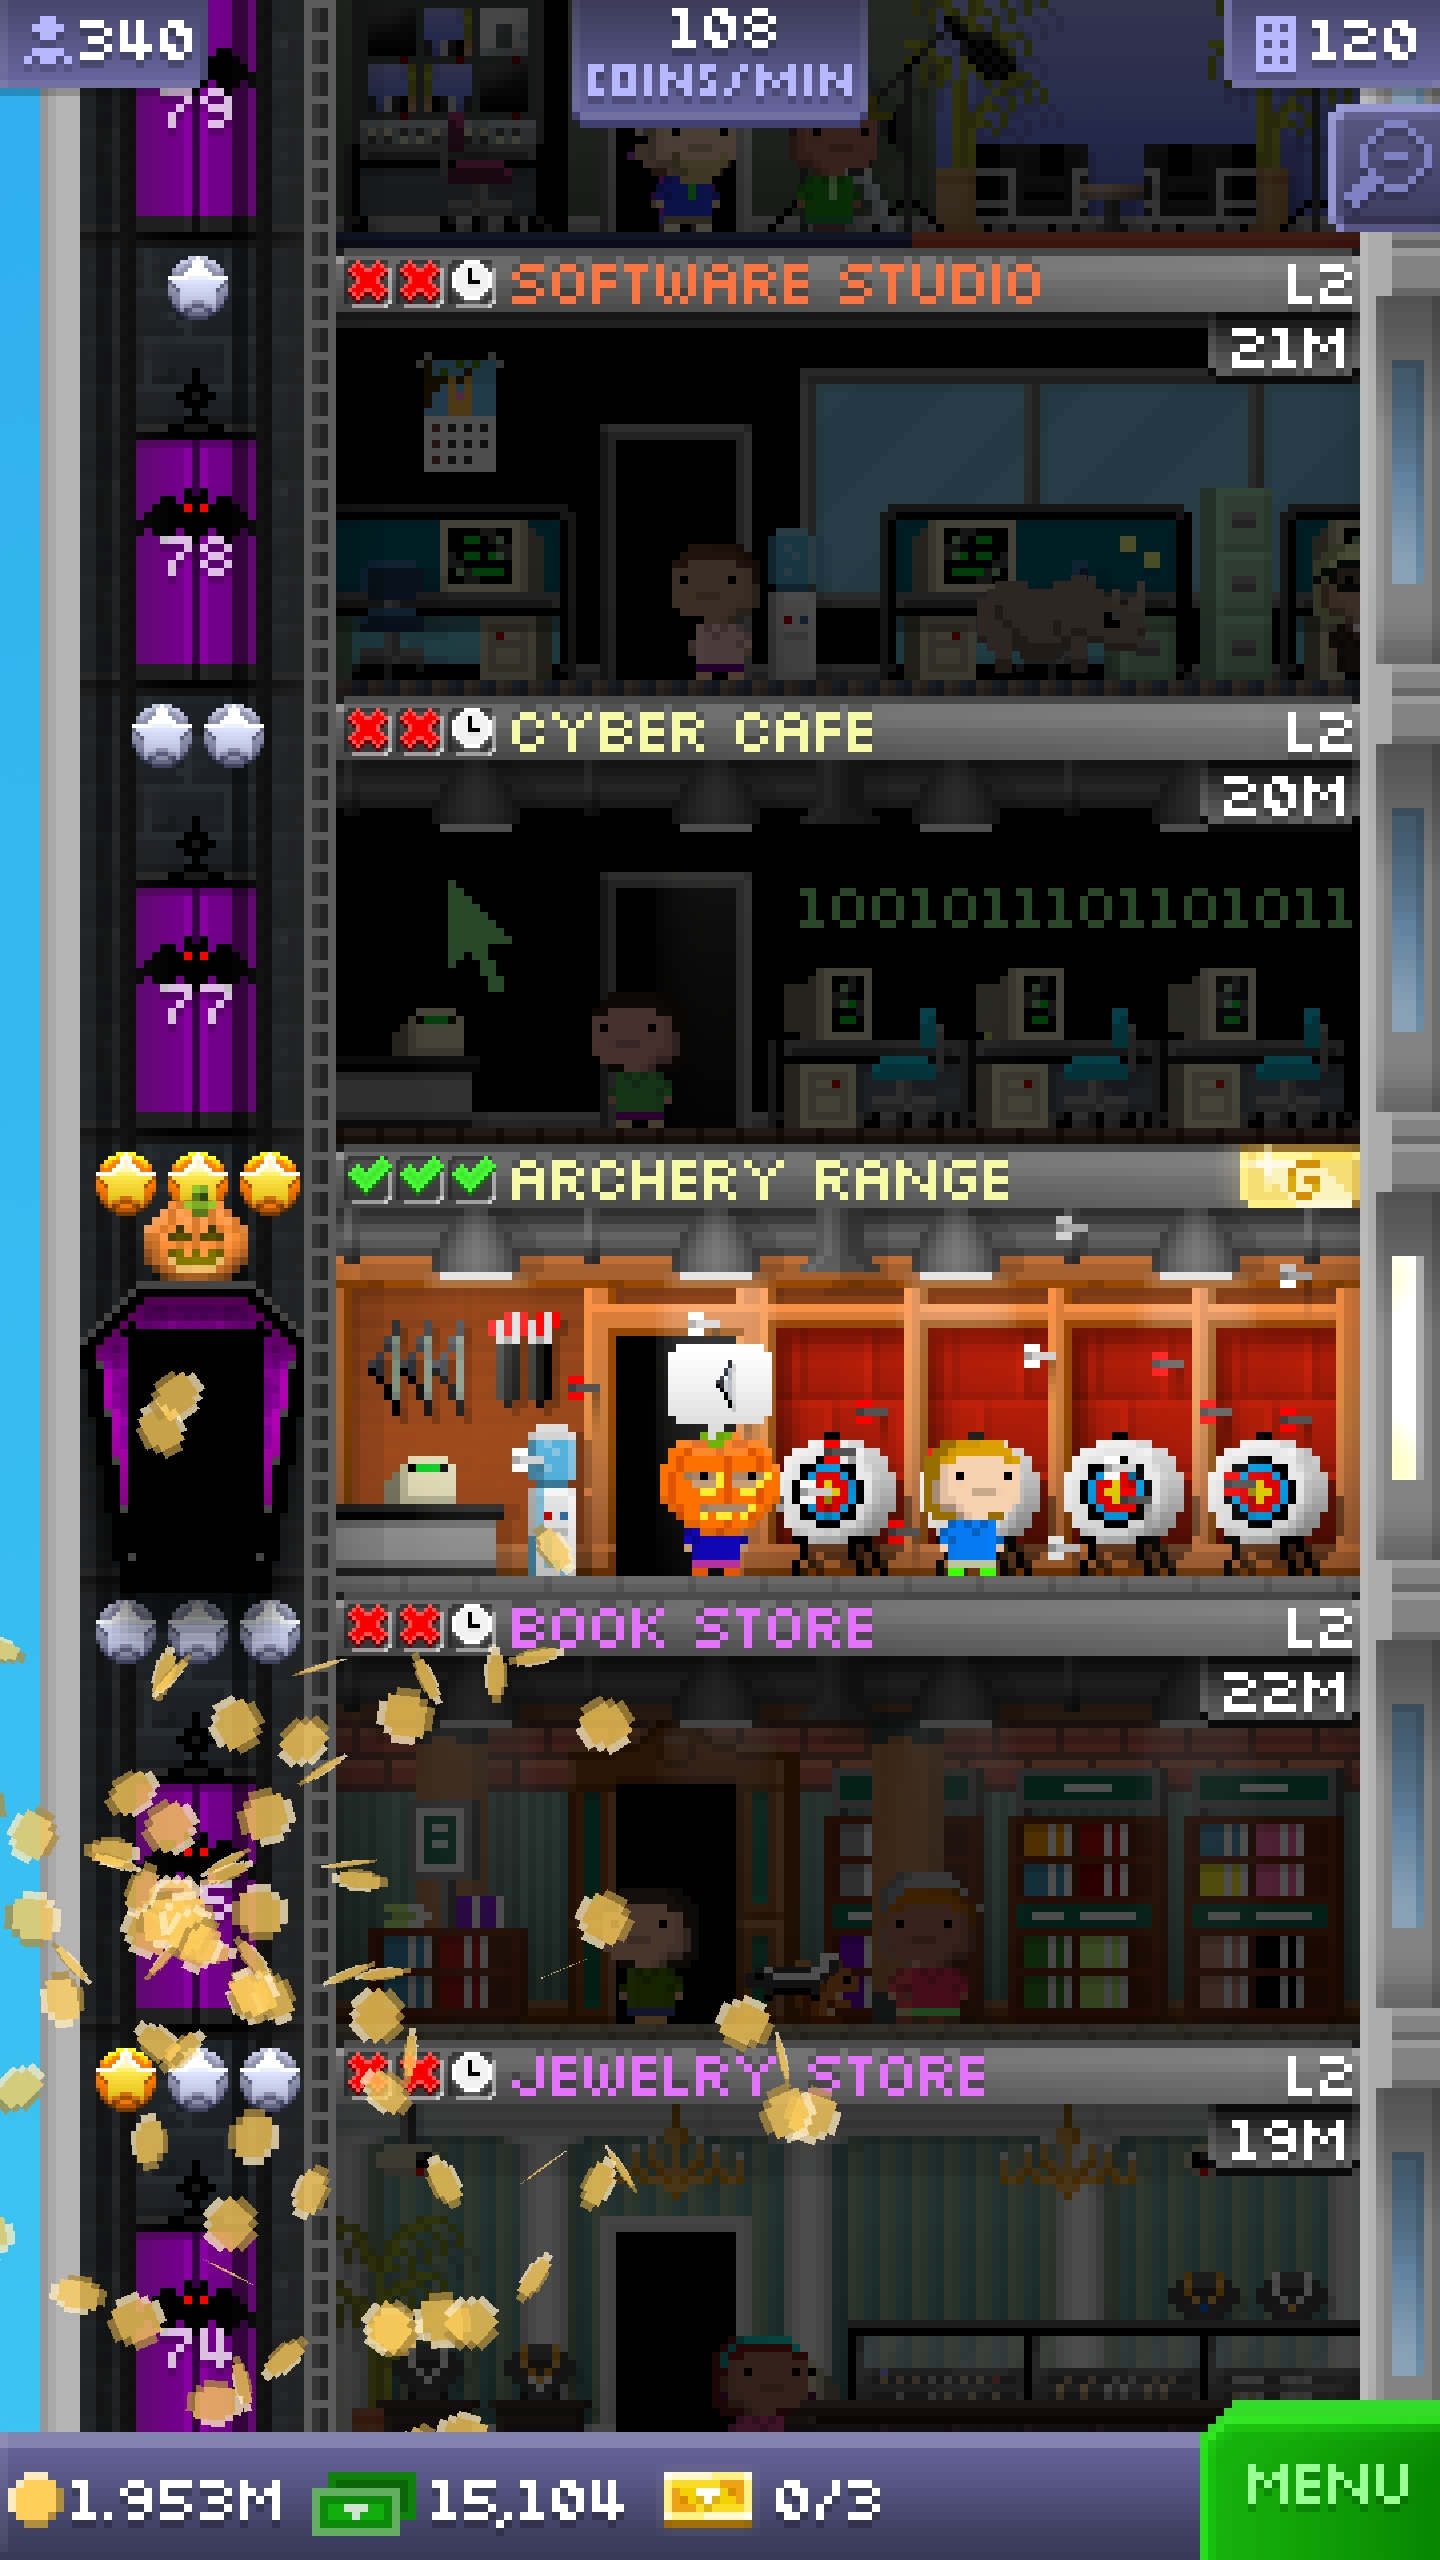 340
108
COINS/MIN
120
79
SOFTWARE STUDIO
L2
21M
78
CYBER CAFE
L2
20M
1001011101101011
77
ARCHERY RANGE
G
BOOK STORE
L2
22M
JEWELRY STORE
L2
19M
74
1.953M
15,104
0/3
MENU